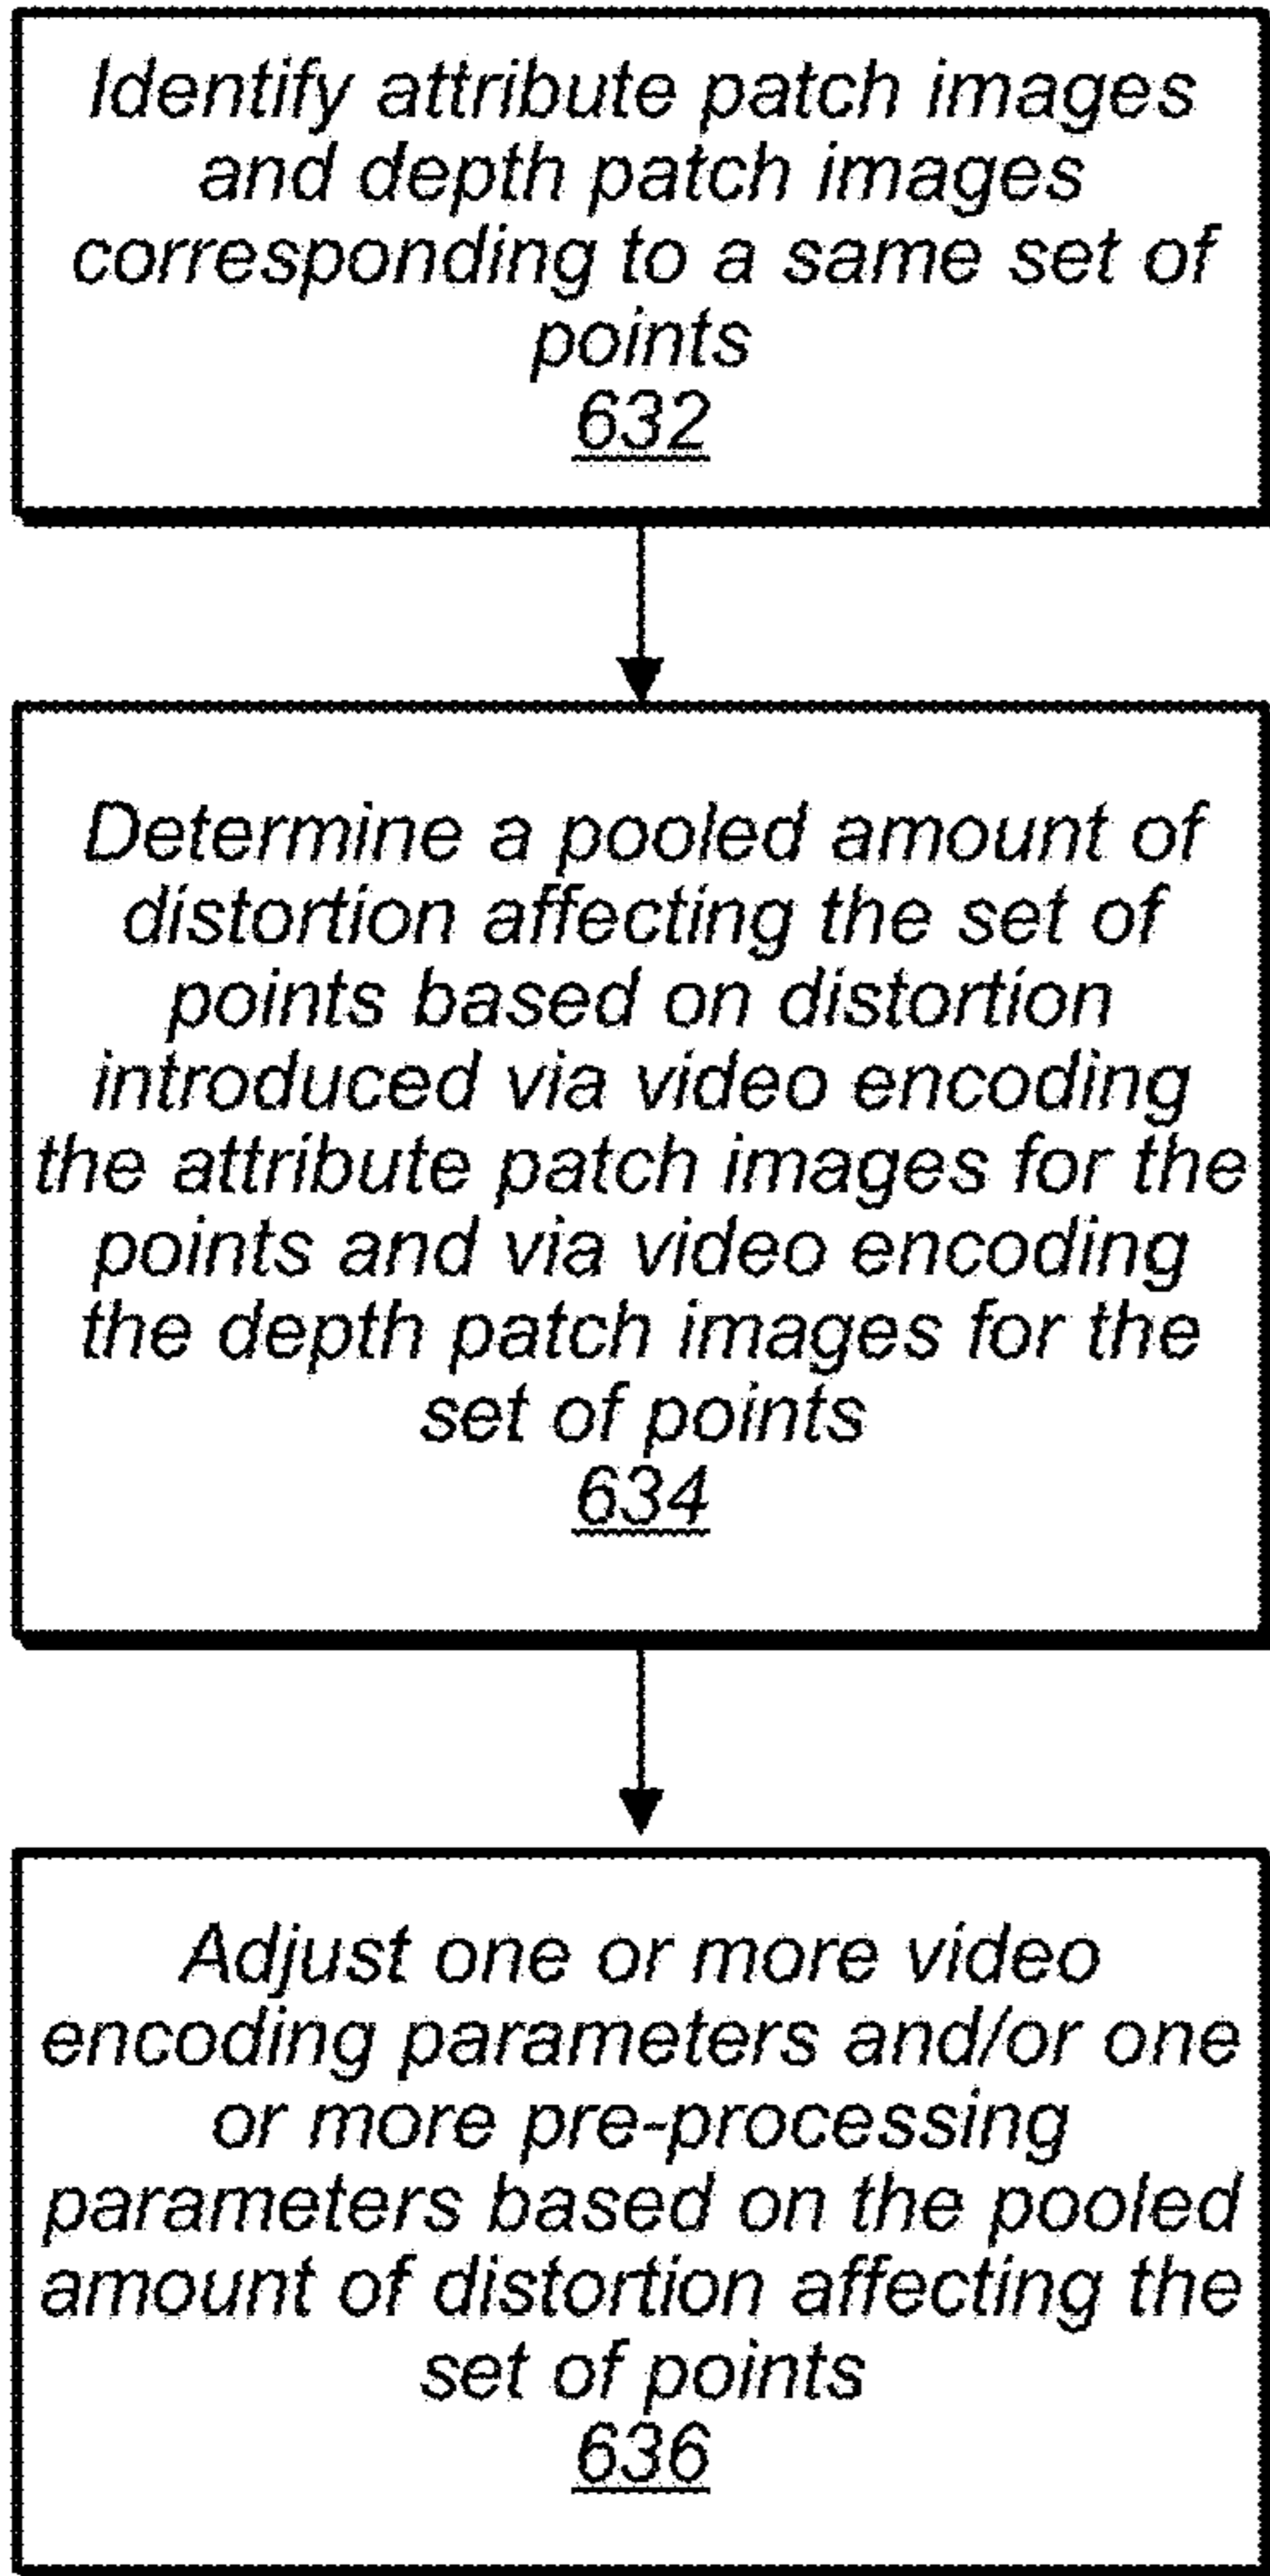 Identify attribute patch images
and depth patch images
corresponding to a same set of
points
632
Determine a pooled amount of
distortion affecting the set of
points based on distortion
introduced via video encoding
the attribute patch images for the
points and via video encoding
the depth patch images for the
set of points
634
Adjust one or more video
encoding parameters and/or one
or more pre-processing
parameters based on the pooled
amount of distortion affecting the
set of points
636